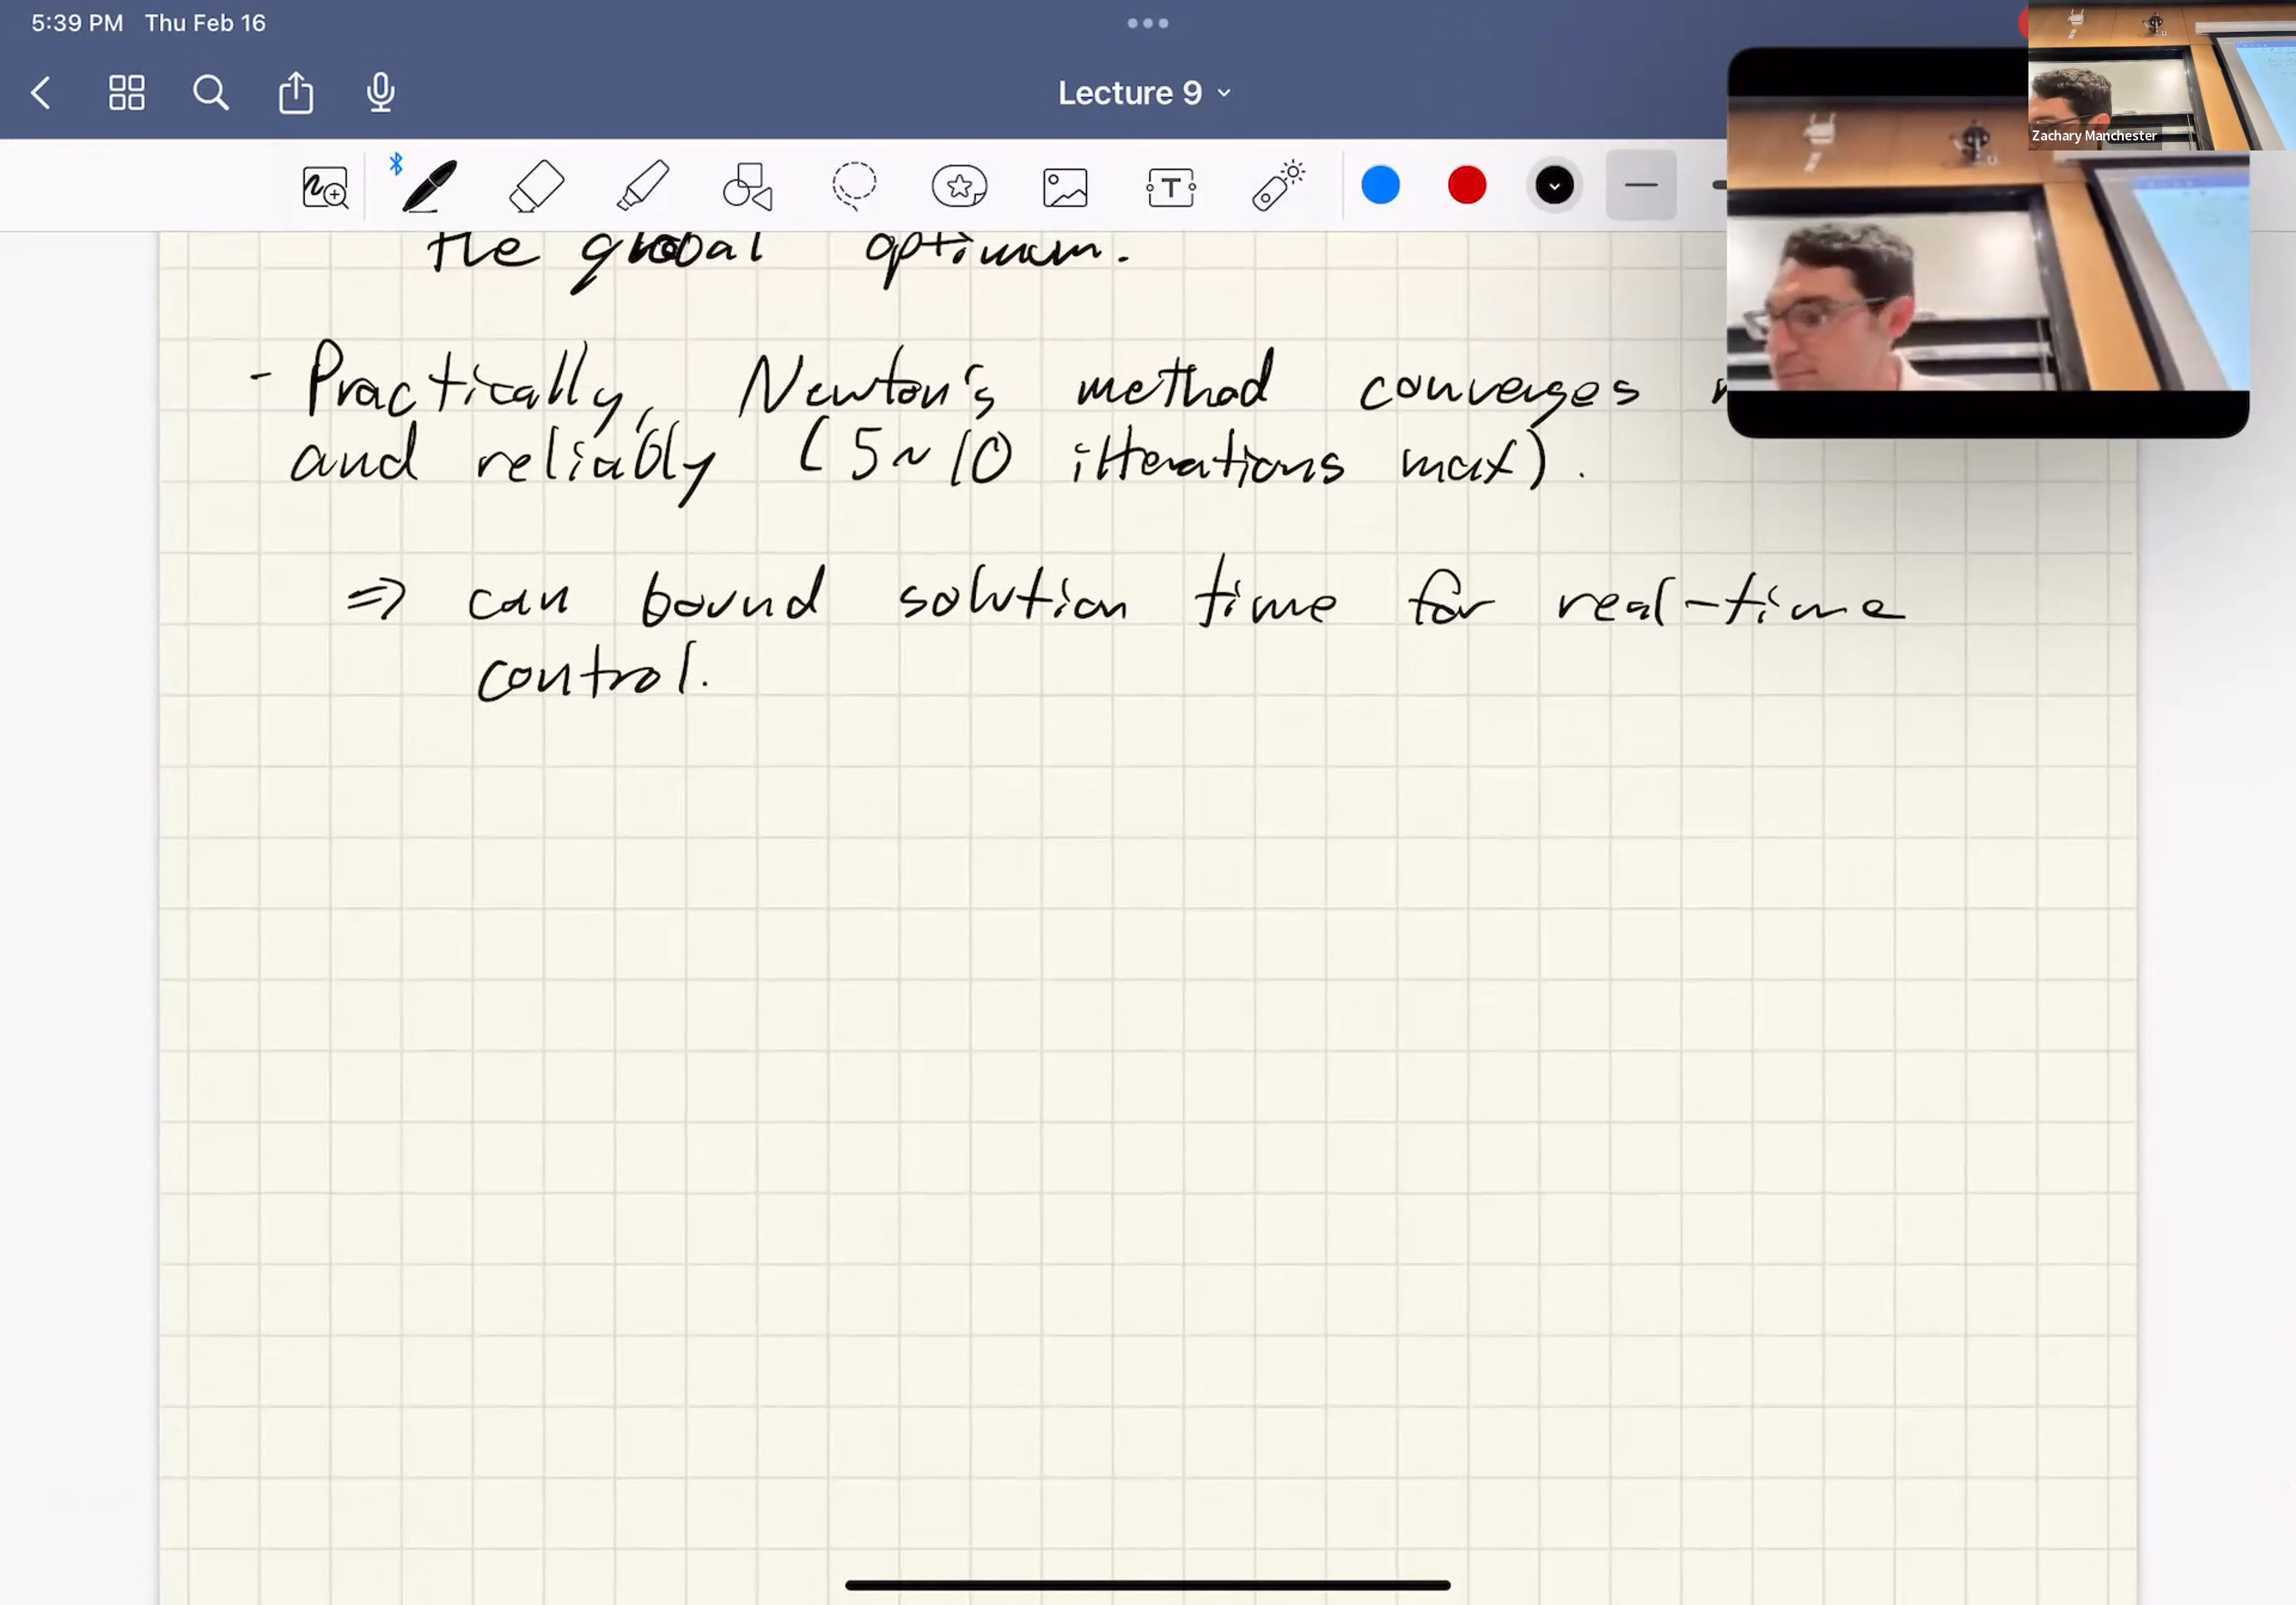 5:39 PM Thu Feb 16
Lecture 9
Zachary Manchester
T
the global optimum.
- Practically, Newton's method converges
and reliably (5~10 itterations max).
⇒ can bound solution time for real-time
control.